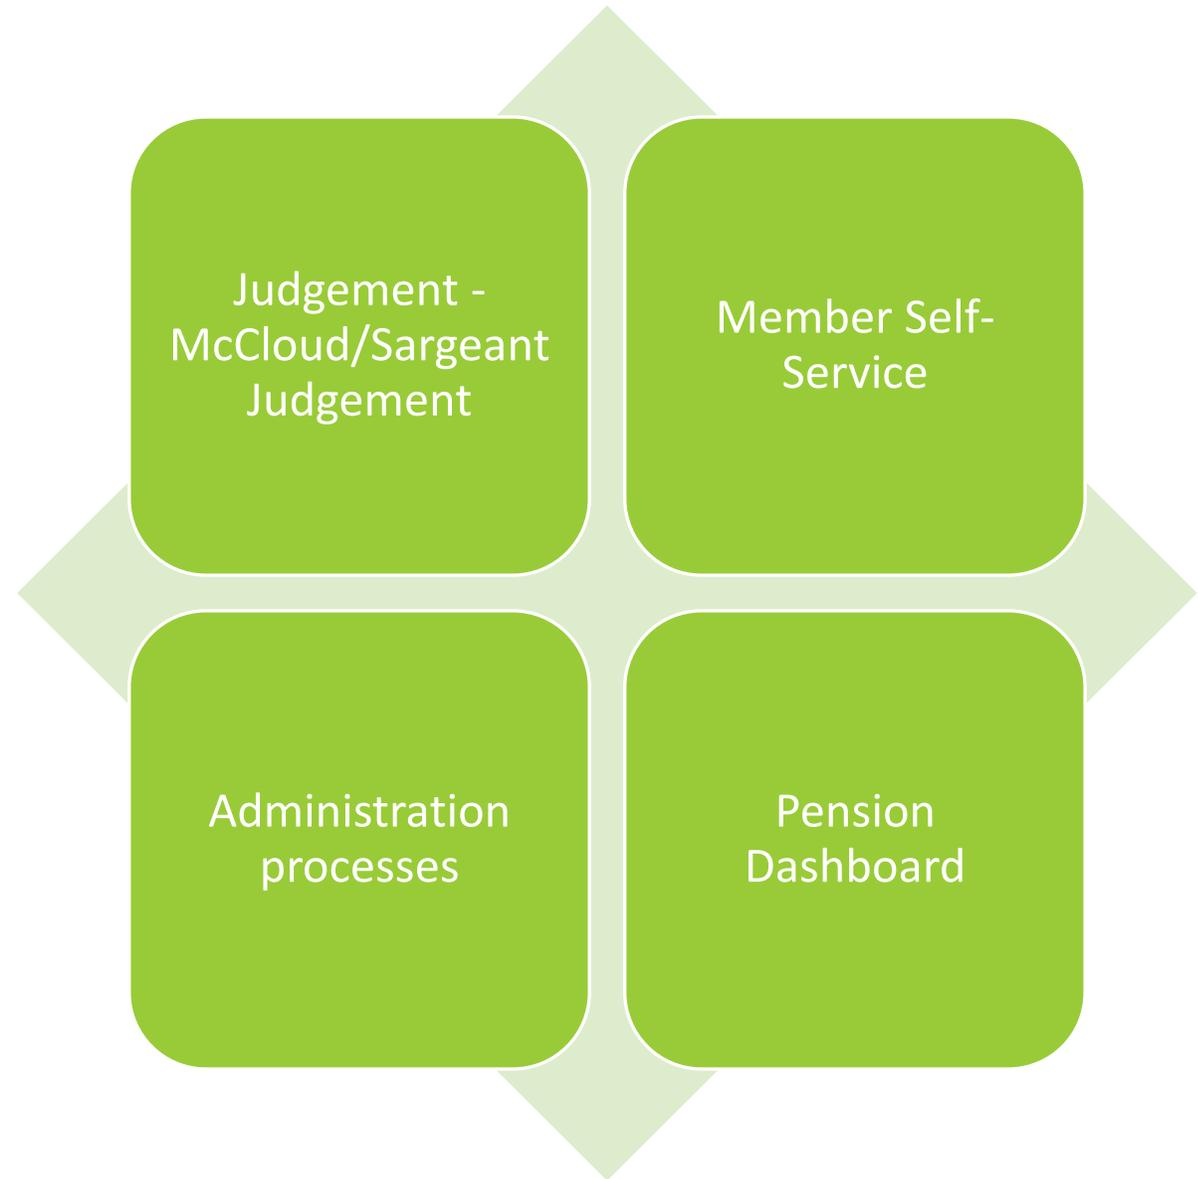 Judgement -
McCloud/Sargeant
Judgement
Member Self-
Service
Administration
processes
Pension
Dashboard